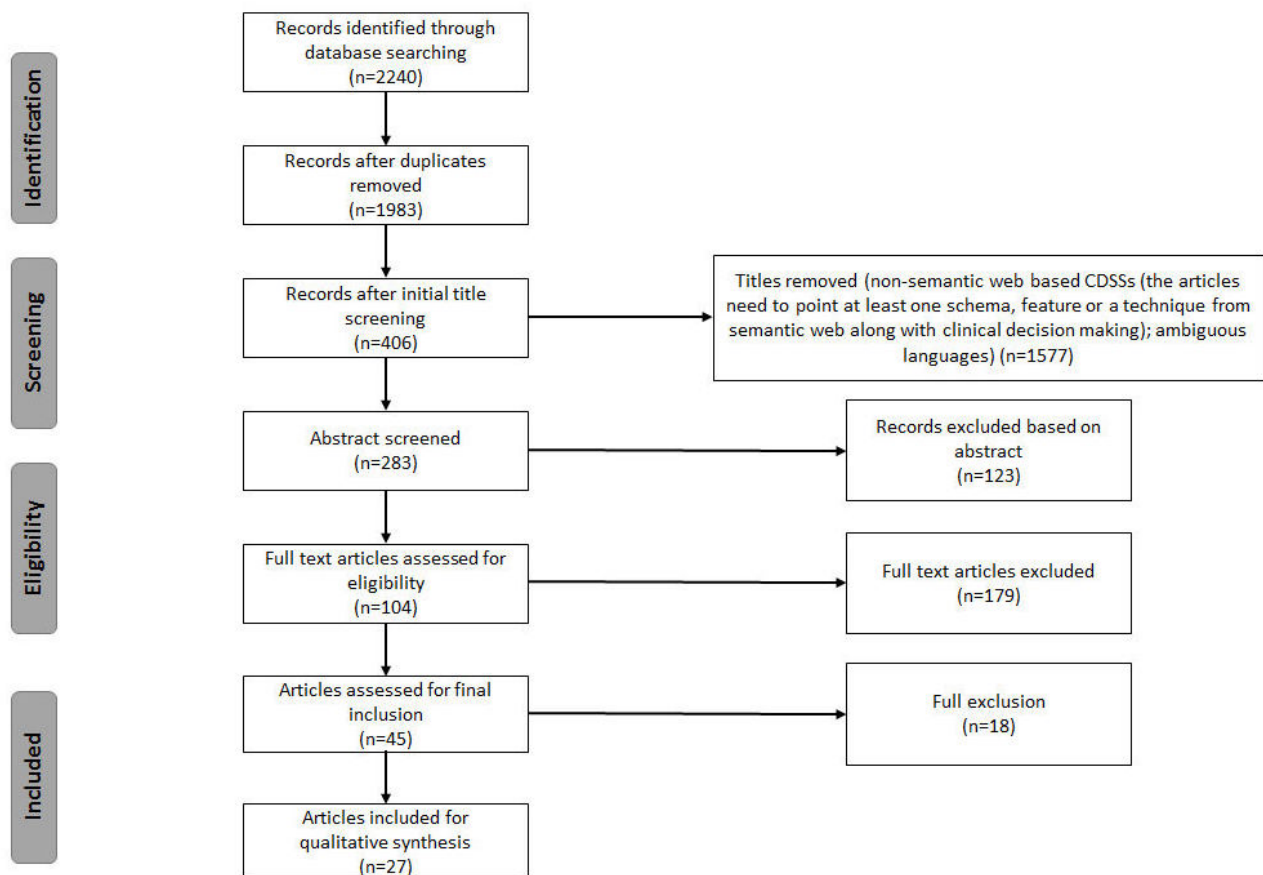 Identification
Screening
Eligibility
Included
Records identified through
database searching
(n=2240)
Records after duplicates
removed
(n=1983)
Records after initial title
screening
(n=406)
Titles removed (non-semantic web based CDSSs (the articles
need to point at least one schema, feature or a technique from
semantic web along with clinical decision making); ambiguous
languages) (n=1577)
Abstract screened
(n=283)
Records excluded based on
abstract
(n=123)
Full text articles assessed for
eligibility
(n=104)
Full text articles excluded
(n=179)
Articles assessed for final
inclusion
(n=45)
Full exclusion
(n=18)
Articles included for
qualitative synthesis
(n=27)